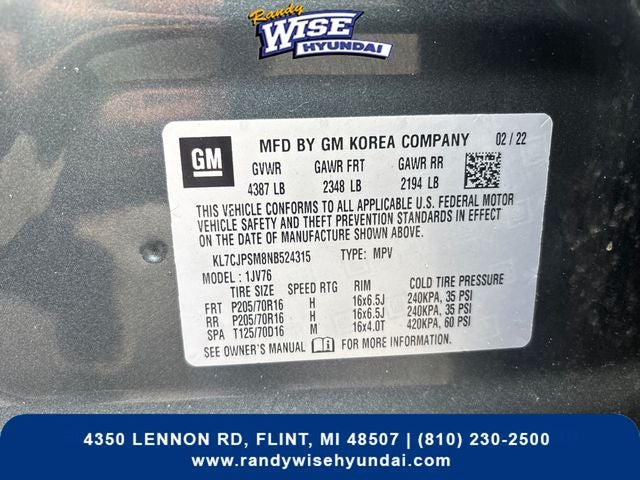 Randy
WISE
HYUNDAI
GM
MFD BY GM KOREA COMPANY 02 / 22
GVWR GAWR FRT GAWR RR
4387 LB 2348 LB 2194 LB
THIS VEHICLE CONFORMS TO ALL APPLICABLE U.S. FEDERAL MOTOR
VEHICLE SAFETY AND THEFT PREVENTION STANDARDS IN EFFECT
ON THE DATE OF MANUFACTURE SHOWN ABOVE.
KL7CJPSM8NB524315 TYPE: MPV
MODEL: 1JV76
TIRE SIZE SPEED RTG RIM COLD TIRE PRESSURE
FRT P205/70R16 H 16x6.5J 240KPA, 35 PSI
RR P205/70R16 H 16x6.5J 240KPA, 35 PSI
SPA T125/70D16 M 16x4.0T 420KPA, 60 PSI
SEE OWNER'S MANUAL FOR MORE INFORMATION.
4350 LENNON RD, FLINT, MI 48507 | (810) 230-2500
www.randywisehyundai.com